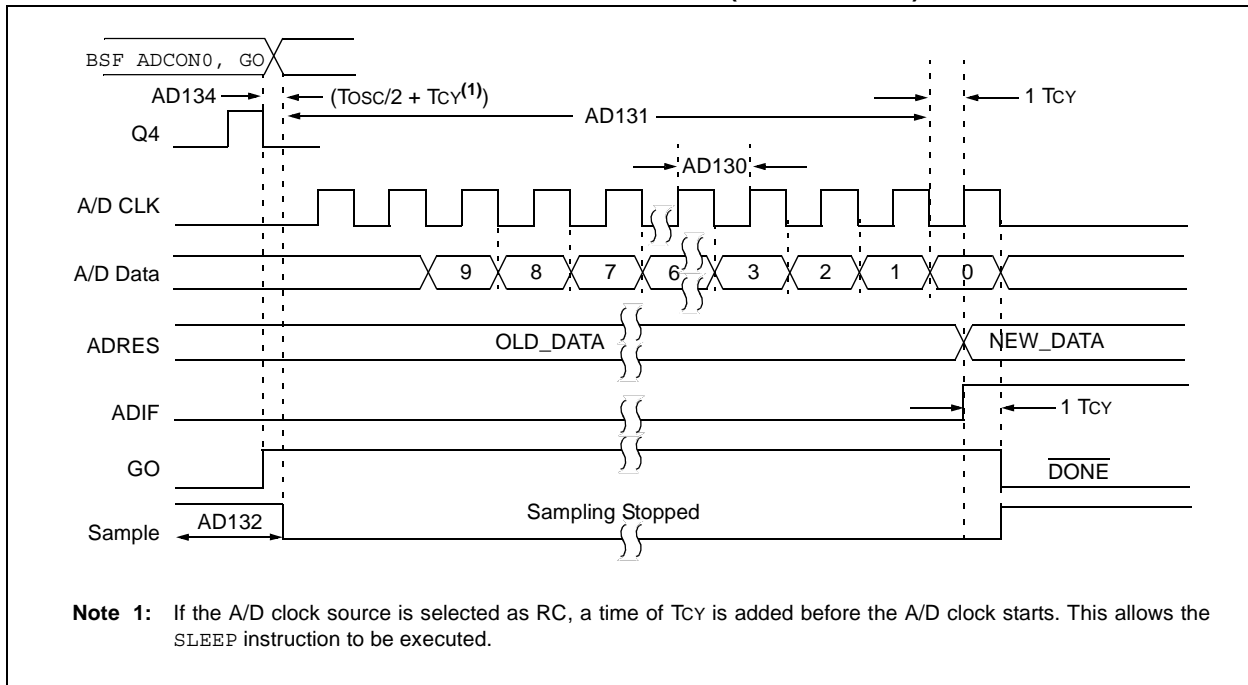 BSF ADCON0, GO
AD134 (TOSC/2 + TCY(1)) 1 TCY
AD131
Q4
AD130
A/D CLK
A/D Data 9 8 7 6 3 2 1 0
ADRES OLD_DATA NEW_DATA
ADIF 1 TCY
GO DONE
Sample AD132 Sampling Stopped
Note 1: If the A/D clock source is selected as RC, a time of TCY is added before the A/D clock starts. This allows the
SLEEP instruction to be executed.